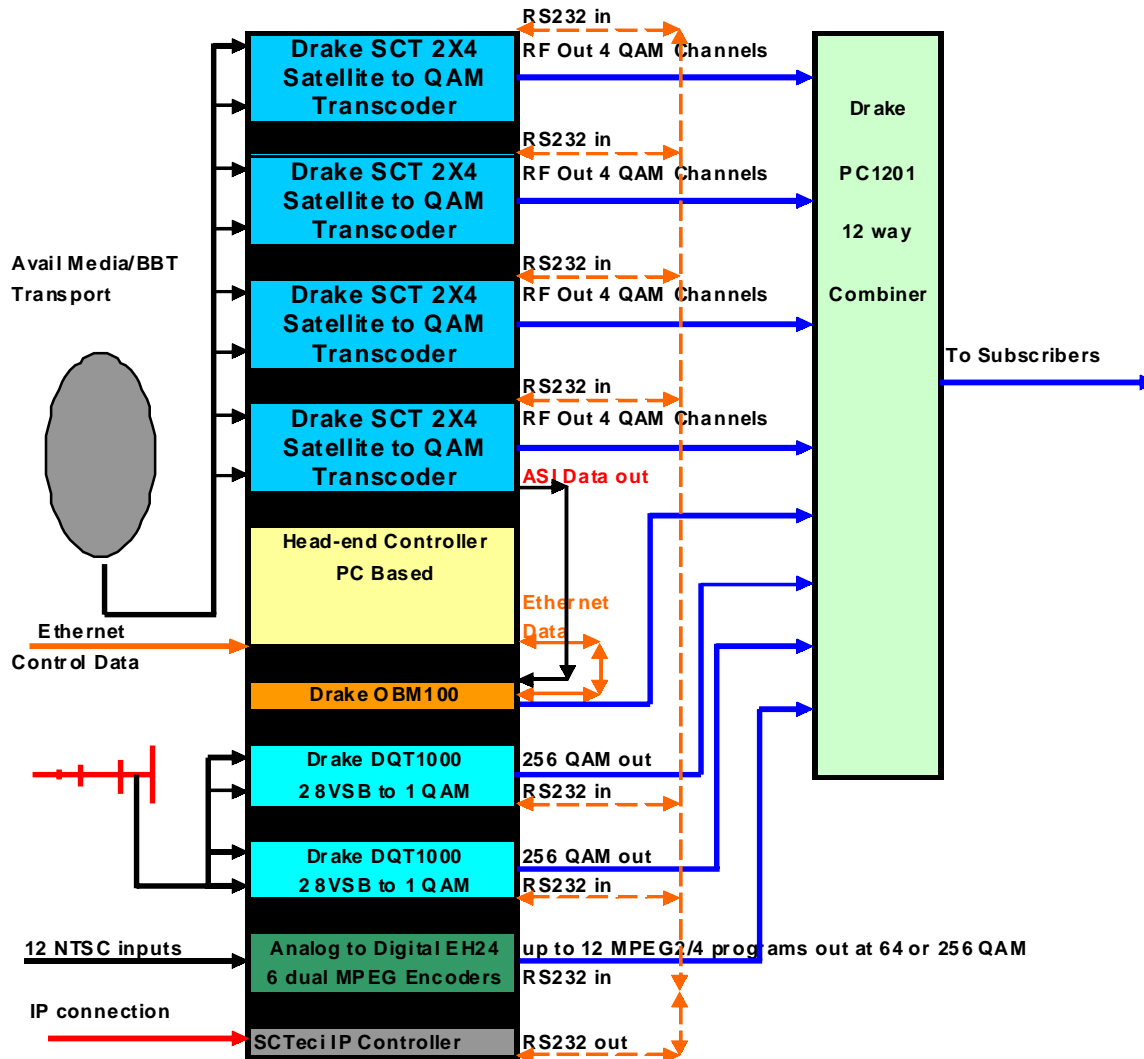 RS232 in
Drake SCT 2X4
Satellite to QAM
Transcoder
RF Out 4 QAM Channels
Drake
PC1201
12 way
Combiner
RS232 in
Drake SCT 2X4
Satellite to QAM
Transcoder
RF Out 4 QAM Channels
Avail Media/BBT
Transport
RS232 in
Drake SCT 2X4
Satellite to QAM
Transcoder
RF Out 4 QAM Channels
To Subscribers
RS232 in
Drake SCT 2X4
Satellite to QAM
Transcoder
RF Out 4 QAM Channels
ASI Data out
Head-end Controller
PC Based
Ethernet
Data
Ethernet
Control Data
Drake OBM100
Drake DQT1000
2 8VSB to 1 QAM
256 QAM out
RS232 in
Drake DQT1000
2 8VSB to 1 QAM
256 QAM out
RS232 in
12 NTSC inputs
Analog to Digital EH24
6 dual MPEG Encoders
up to 12 MPEG2/4 programs out at 64 or 256 QAM
RS232 in
IP connection
SCTeci IP Controller
RS232 out